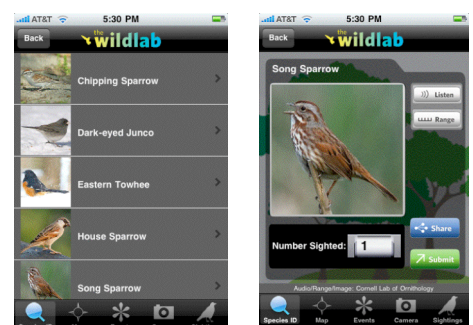 AT&T 5:30 PM
Back the wildlab
Chipping Sparrow
Dark-eyed Junco
Eastern Towhee
House Sparrow
Song Sparrow
AT&T 5:30 PM
Back the wildlab
Song Sparrow
Listen
Range
Share
Number Sighted: 1
Submit
Audio/Range/Image: Cornell Lab of Ornithology
Species ID Map Events Camera Sightings